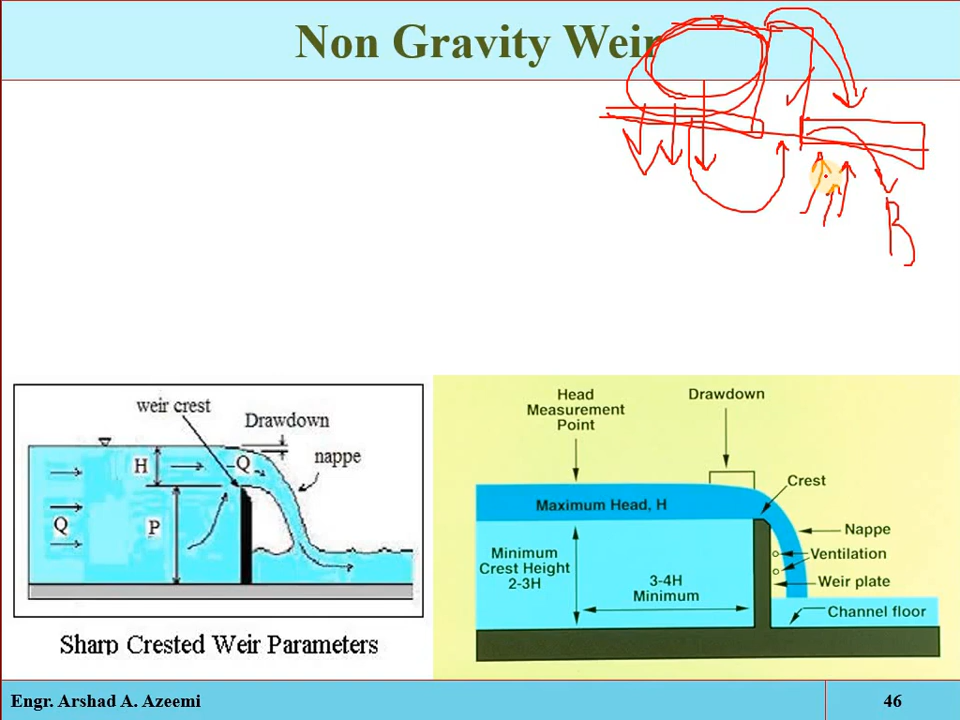 Non Gravity Weir
B
weir crest
Drawdown
nappe
H
Q
Q
P
Sharp Crested Weir Parameters
Head
Measurement
Point
Drawdown
Crest
Maximum Head, H
Nappe
Ventilation
Minimum
Crest Height
2-3H
3-4H
Minimum
Weir plate
Channel floor
Engr. Arshad A. Azeemi
46